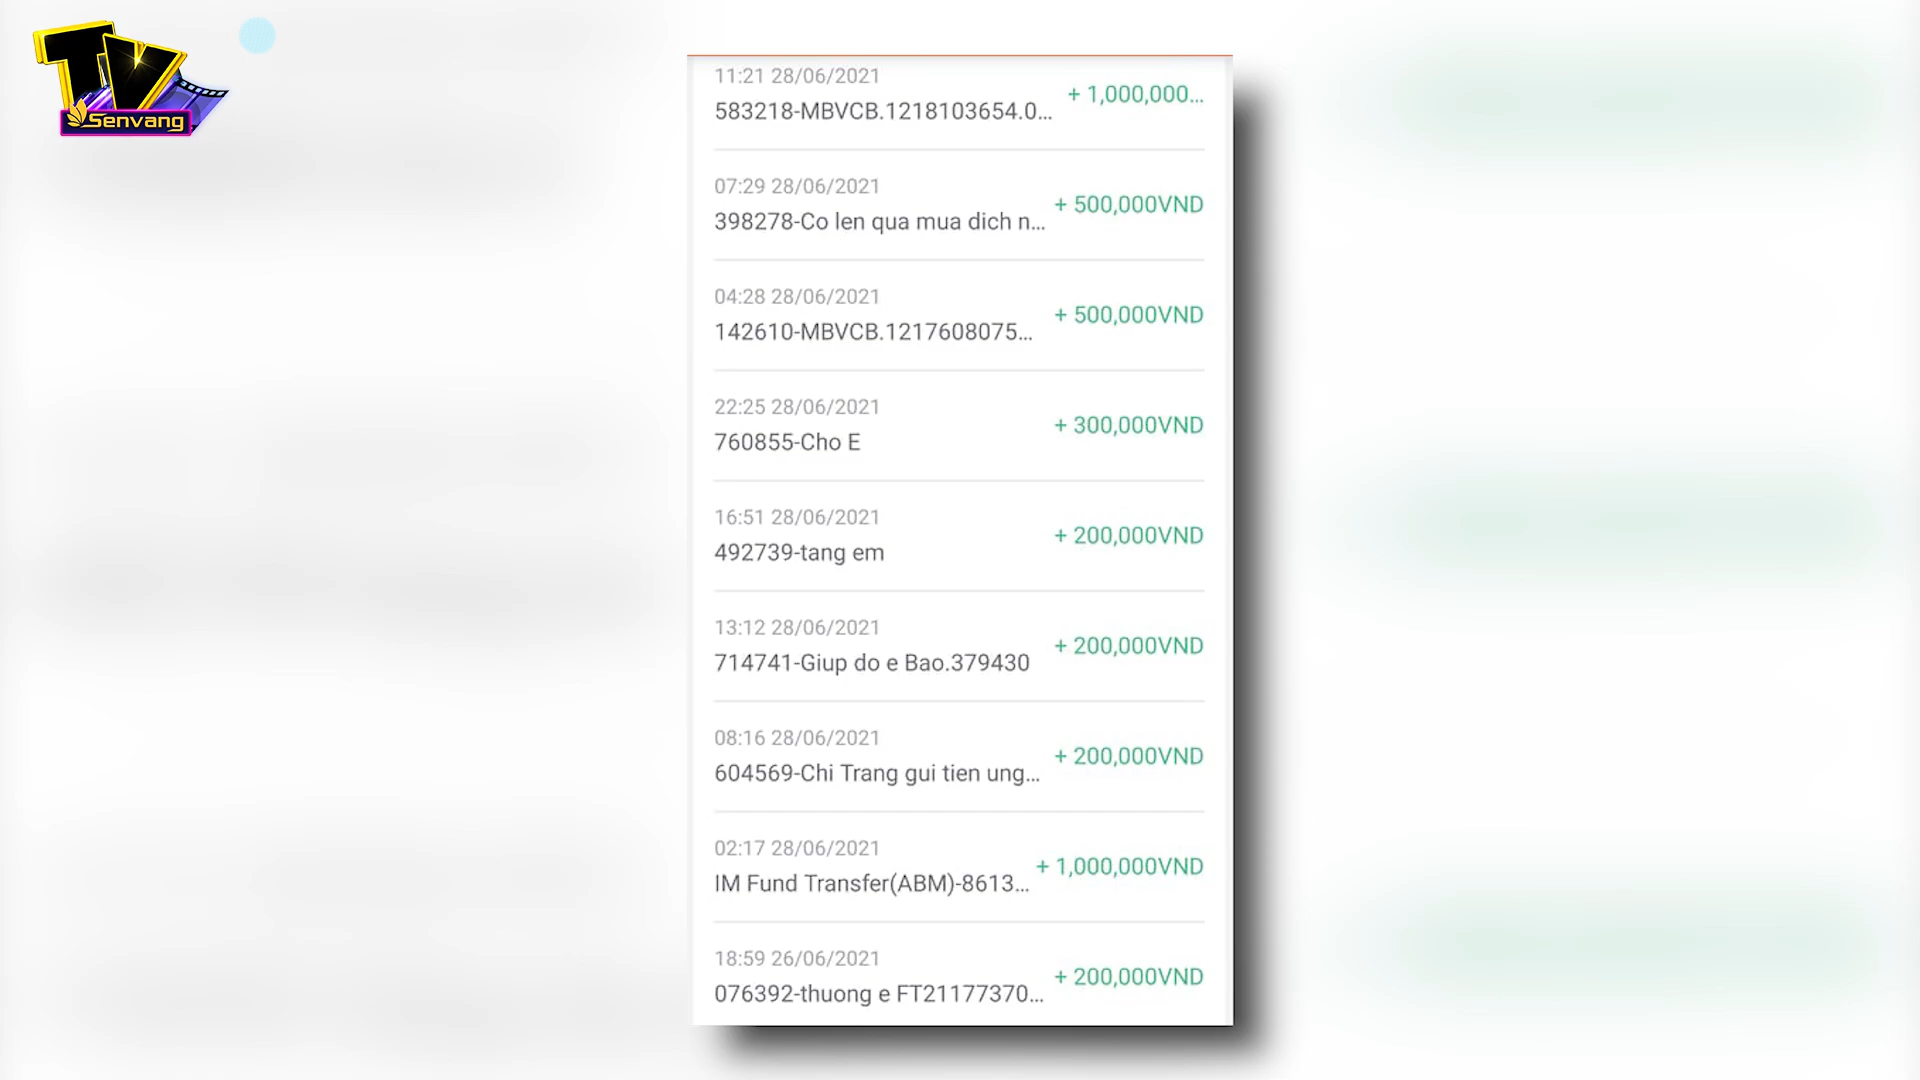 TV
Senvang
11:21 28/06/2021
+ 1,000,000...
583218-MBVCB.1218103654.0...
07:29 28/06/2021
+ 500,000VND
398278-Co len qua mua dich n...
04:28 28/06/2021
+ 500,000VND
142610-MBVCB.1217608075...
22:25 28/06/2021
+ 300,000VND
760855-Cho E
16:51 28/06/2021
+ 200,000VND
492739-tang em
13:12 28/06/2021
+ 200,000VND
714741-Giup do e Bao.379430
08:16 28/06/2021
+ 200,000VND
604569-Chi Trang gui tien ung...
02:17 28/06/2021
+ 1,000,000VND
IM Fund Transfer(ABM)-8613...
18:59 26/06/2021
+ 200,000VND
076392-thuong e FT21177370...